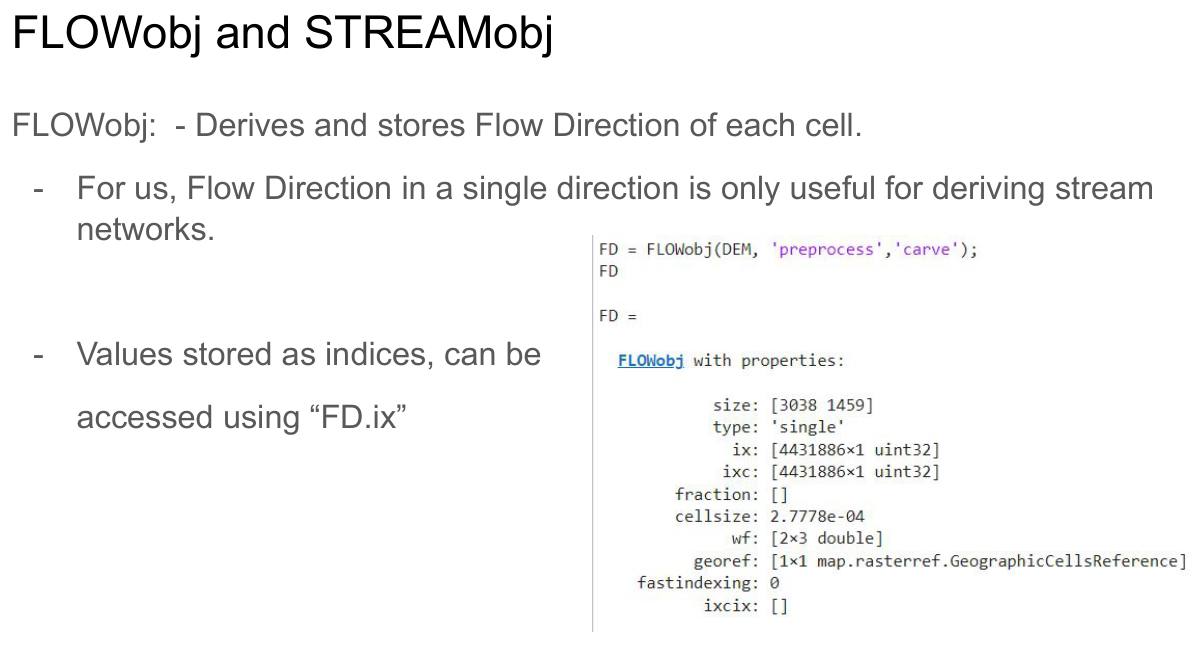 FLOWobj and STREAMobj
FLOWobj:  - Derives and stores Flow Direction of each cell.
- For us, Flow Direction in a single direction is only useful for deriving stream
networks.
FD = FLOWobj(DEM, 'preprocess','carve');
FD
FD =
FLOWobj with properties:
- Values stored as indices, can be
accessed using “FD.ix”
size: [3038 1459]
type: 'single'
ix: [4431886×1 uint32]
ixc: [4431886×1 uint32]
fraction: []
cellsize: 2.7778e-04
wf: [2×3 double]
georef: [1×1 map.rasterref.GeographicCellsReference]
fastindexing: 0
ixcix: []